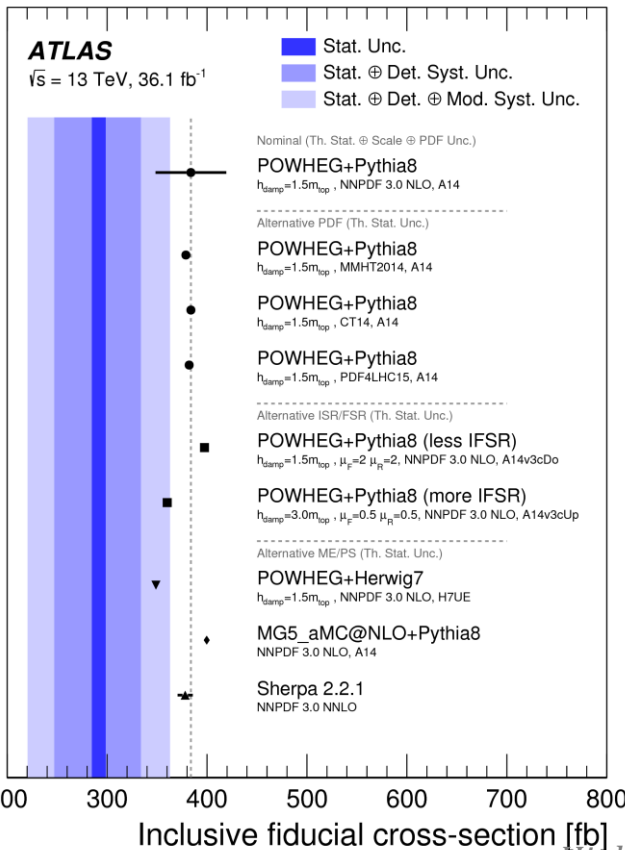 ATLAS
√s = 13 TeV, 36.1 fb⁻¹
Stat. Unc.
Stat. ⊕ Det. Syst. Unc.
Stat. ⊕ Det. ⊕ Mod. Syst. Unc.
Nominal (Th. Stat. ⊕ Scale ⊕ PDF Unc.)
POWHEG+Pythia8
h_damp=1.5m_top , NNPDF 3.0 NLO, A14
Alternative PDF (Th. Stat. Unc.)
POWHEG+Pythia8
h_damp=1.5m_top , MMHT2014, A14
POWHEG+Pythia8
h_damp=1.5m_top , CT14, A14
POWHEG+Pythia8
h_damp=1.5m_top , PDF4LHC15, A14
Alternative ISR/FSR (Th. Stat. Unc.)
POWHEG+Pythia8 (less IFSR)
h_damp=1.5m_top , μ_F=2 μ_R=2, NNPDF 3.0 NLO, A14v3cDo
POWHEG+Pythia8 (more IFSR)
h_damp=3.0m_top , μ_F=0.5 μ_R=0.5, NNPDF 3.0 NLO, A14v3cUp
Alternative ME/PS (Th. Stat. Unc.)
POWHEG+Herwig7
h_damp=1.5m_top , NNPDF 3.0 NLO, H7UE
MG5_aMC@NLO+Pythia8
NNPDF 3.0 NLO, A14
Sherpa 2.2.1
NNPDF 3.0 NNLO
00 300 400 500 600 700 800
Inclusive fiducial cross-section [fb]